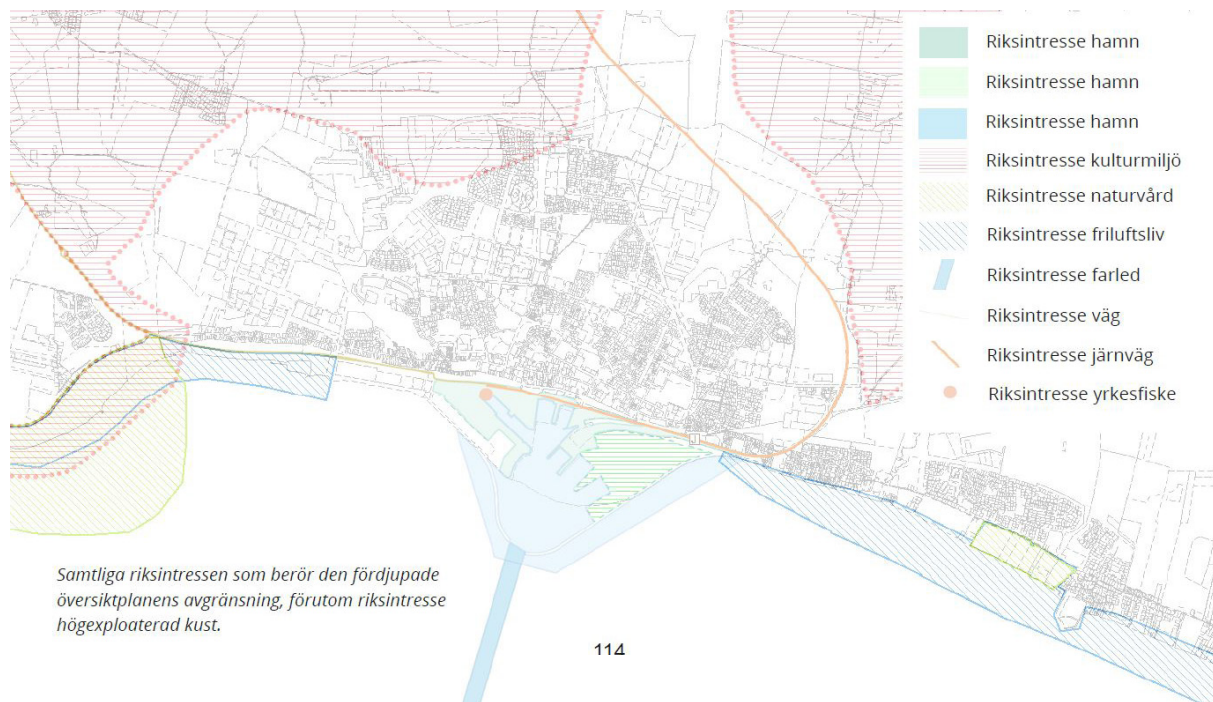 Riksintresse hamn
Riksintresse hamn
Riksintresse hamn
Riksintresse kulturmiljö
Riksintresse naturvård
Riksintresse friluftsliv
Riksintresse farled
Riksintresse väg
Riksintresse järnväg
Riksintresse yrkesfiske
Samtliga riksintressen som berör den fördjupade
översiktplanens avgränsning, förutom riksintresse
högexploaterad kust.
114